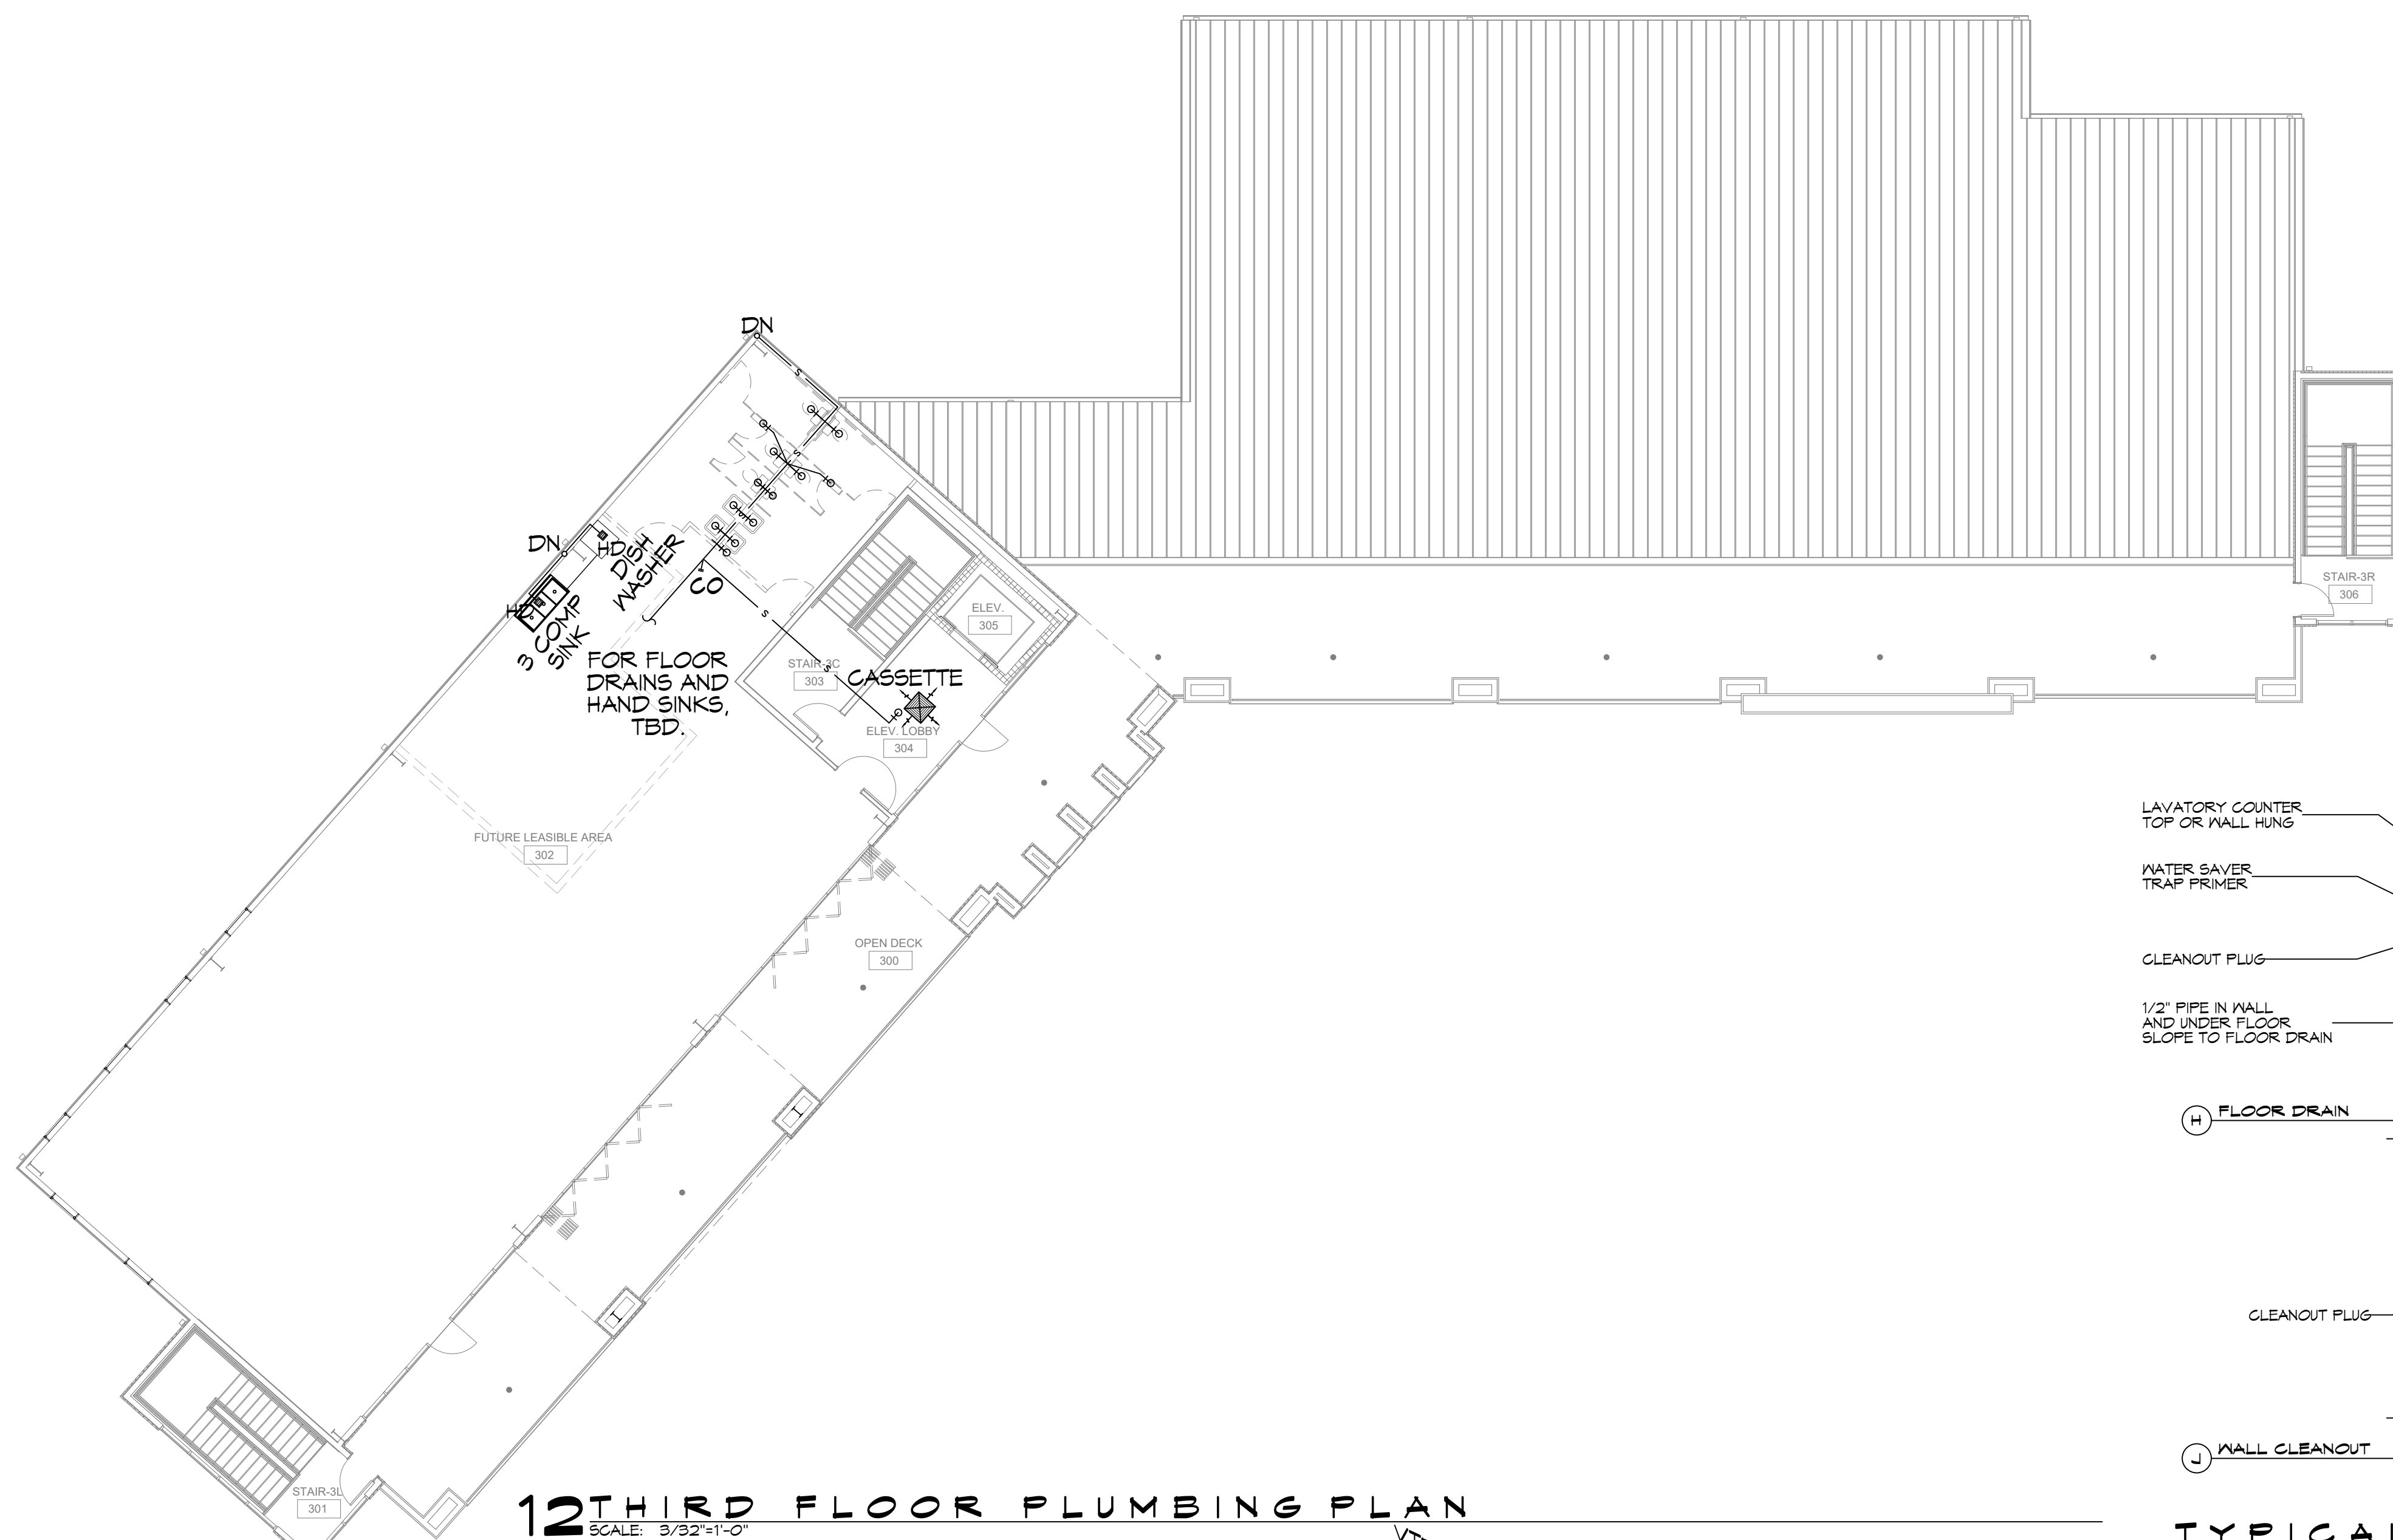 DN
S
S
DN
HD
DISH
WASHER
S
CO
HD
3 COMP
SINK
S
S
FOR FLOOR
DRAINS AND
HAND SINKS,
TBD.
ELEV.
305
STAIR-3C
303
CASSETTE
ELEV. LOBBY
304
STAIR-3R
306
FUTURE LEASIBLE AREA
302
OPEN DECK
300
STAIR-3L
301
LAVATORY COUNTER
TOP OR WALL HUNG
WATER SAVER
TRAP PRIMER
CLEANOUT PLUG
1/2" PIPE IN WALL
AND UNDER FLOOR
SLOPE TO FLOOR DRAIN
H FLOOR DRAIN
CLEANOUT PLUG
J WALL CLEANOUT
12 THIRD FLOOR PLUMBING PLAN
SCALE: 3/32"=1'-0"